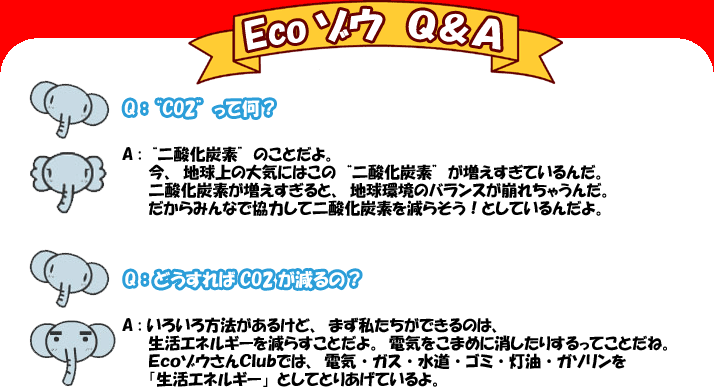 Ecoゾウ Q&A
Q:"CO2"って何?
A:"二酸化炭素"のことだよ。
今、地球上の大気にはこの"二酸化炭素"が増えすぎているんだ。
二酸化炭素が増えすぎると、地球環境のバランスが崩れちゃうんだ。
だからみんなで協力して二酸化炭素を減らそう!としているんだよ。
Q:どうすればCO2が減るの?
A:いろいろ方法があるけど、まず私たちができるのは、
生活エネルギーを減らすことだよ。電気をこまめに消したりするってことだね。
EcoゾウさんClubでは、電気・ガス・水道・ゴミ・灯油・ガソリンを
「生活エネルギー」としてとりあげているよ。